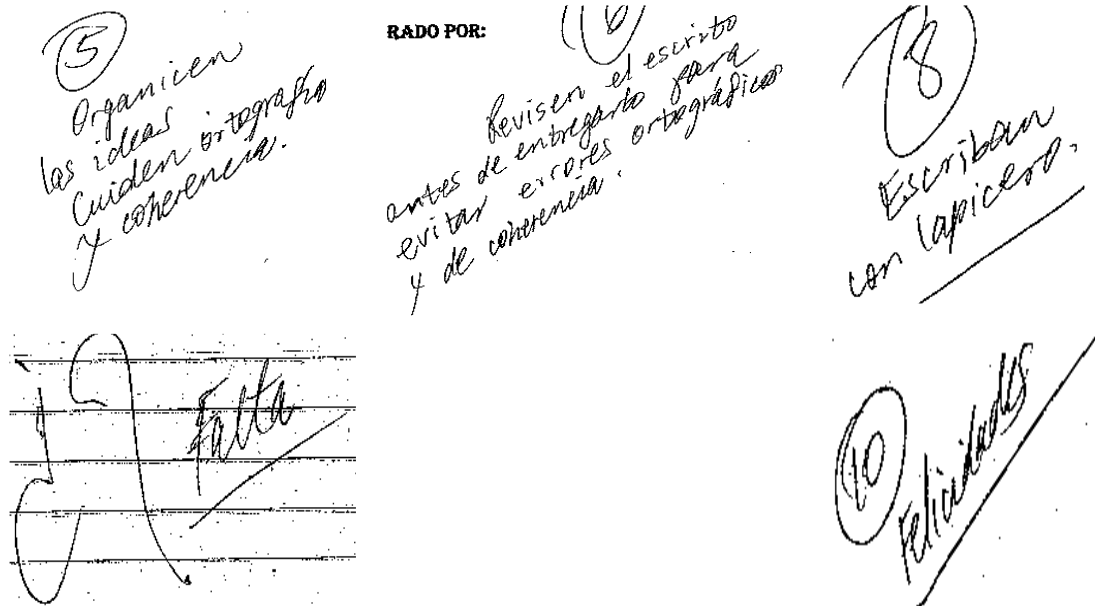 5
Organicen
las ideas
Cuiden ortografía
y coherencia.
RADO POR:
6
Revisen el escrito
antes de entregarlo para
evitar errores ortográficos
y de coherencia.
8
Escriban
con lapicero.
¿?
Falta
10
Felicidades